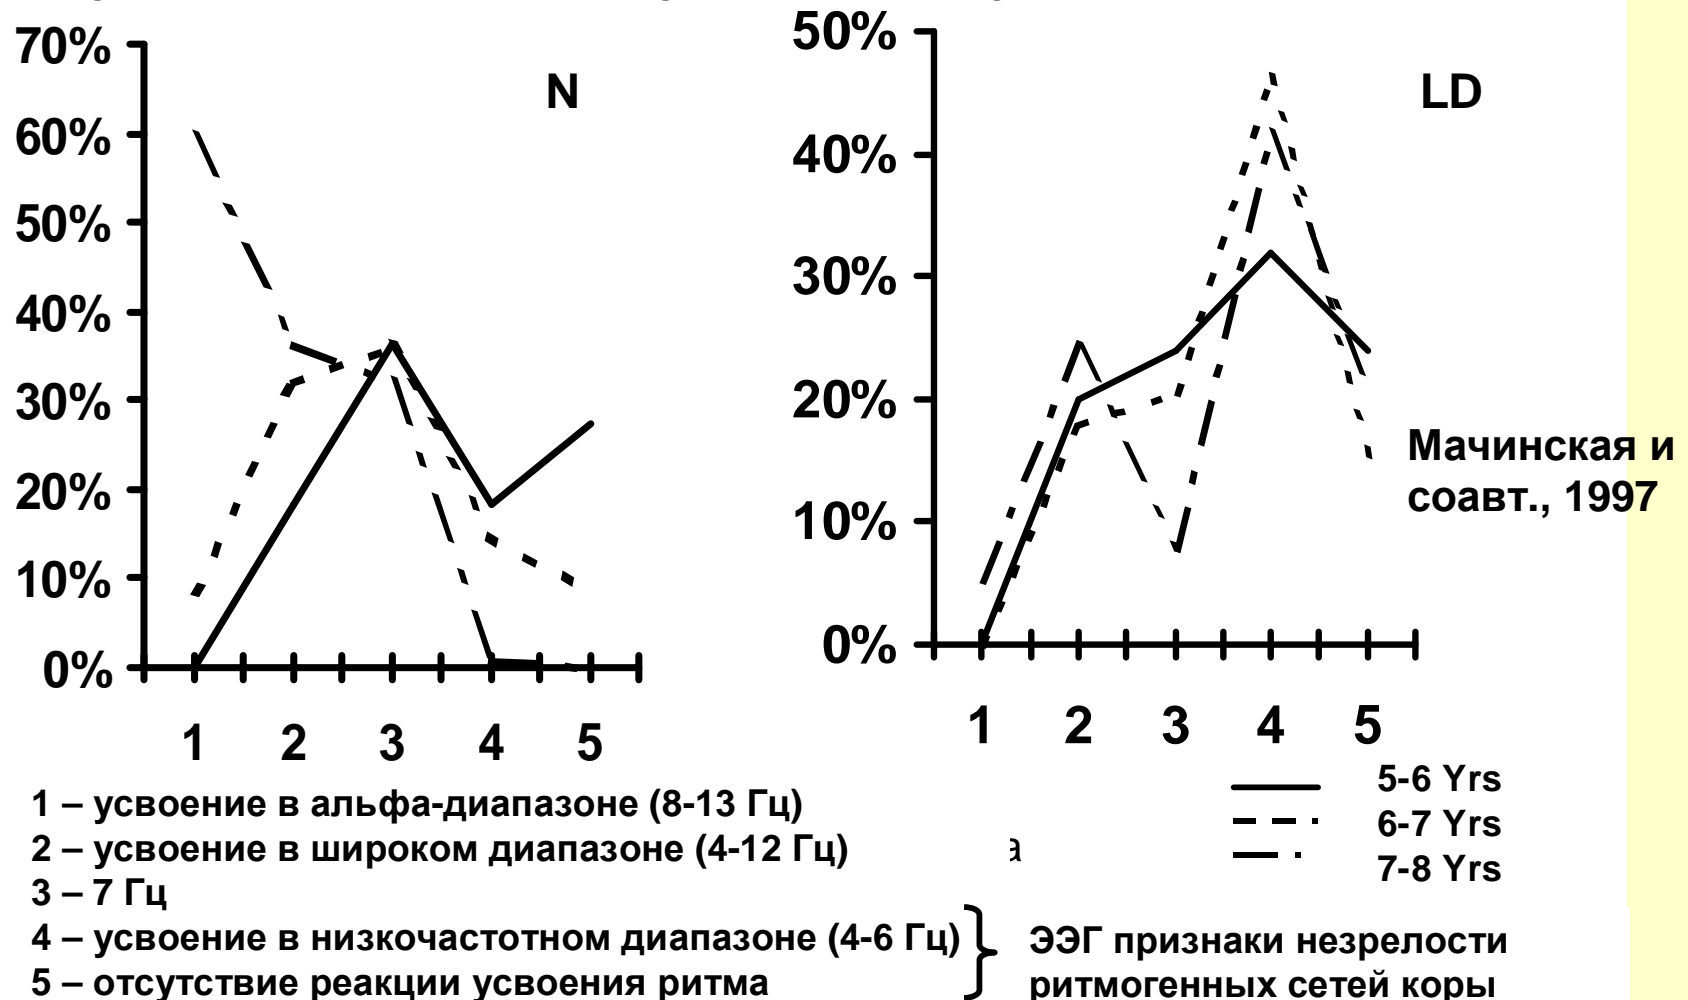 70%
60%
50%
40%
30%
20%
10%
0%
N
1 2 3 4 5
50%
40%
30%
20%
10%
0%
LD
1 2 3 4 5
Мачинская и
соавт., 1997
5-6 Yrs
6-7 Yrs
7-8 Yrs
1 – усвоение в альфа-диапазоне (8-13 Гц)
2 – усвоение в широком диапазоне (4-12 Гц)
а
3 – 7 Гц
4 – усвоение в низкочастотном диапазоне (4-6 Гц)
5 – отсутствие реакции усвоения ритма
ЭЭГ признаки незрелости
ритмогенных сетей коры